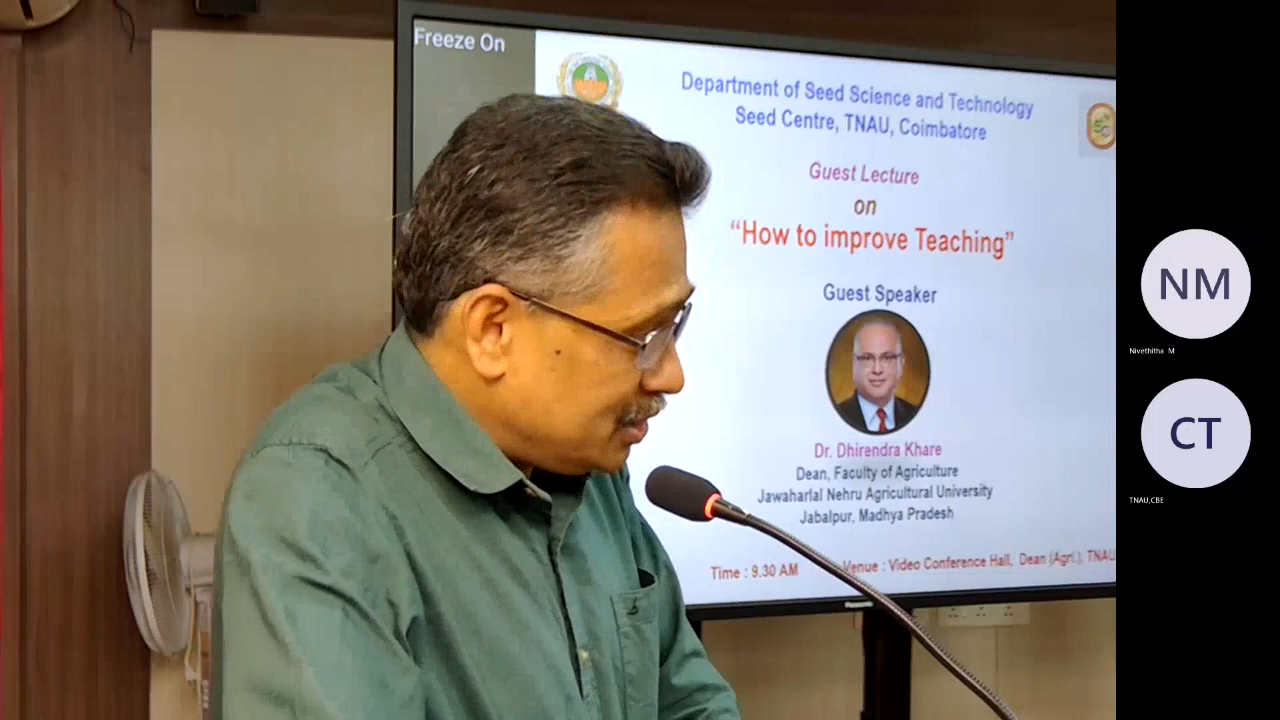 Freeze On
Department of Seed Science and Technology
Seed Centre, TNAU, Coimbatore
Guest Lecture
on
“How to improve Teaching”
Guest Speaker
Dr. Dhirendra Khare
Dean, Faculty of Agriculture
Jawaharlal Nehru Agricultural University
Jabalpur, Madhya Pradesh
Time : 9.30 AM
Venue : Video Conference Hall, Dean (Agri.), TNAU
NM
Nivethitha M
CT
TNAU,CBE